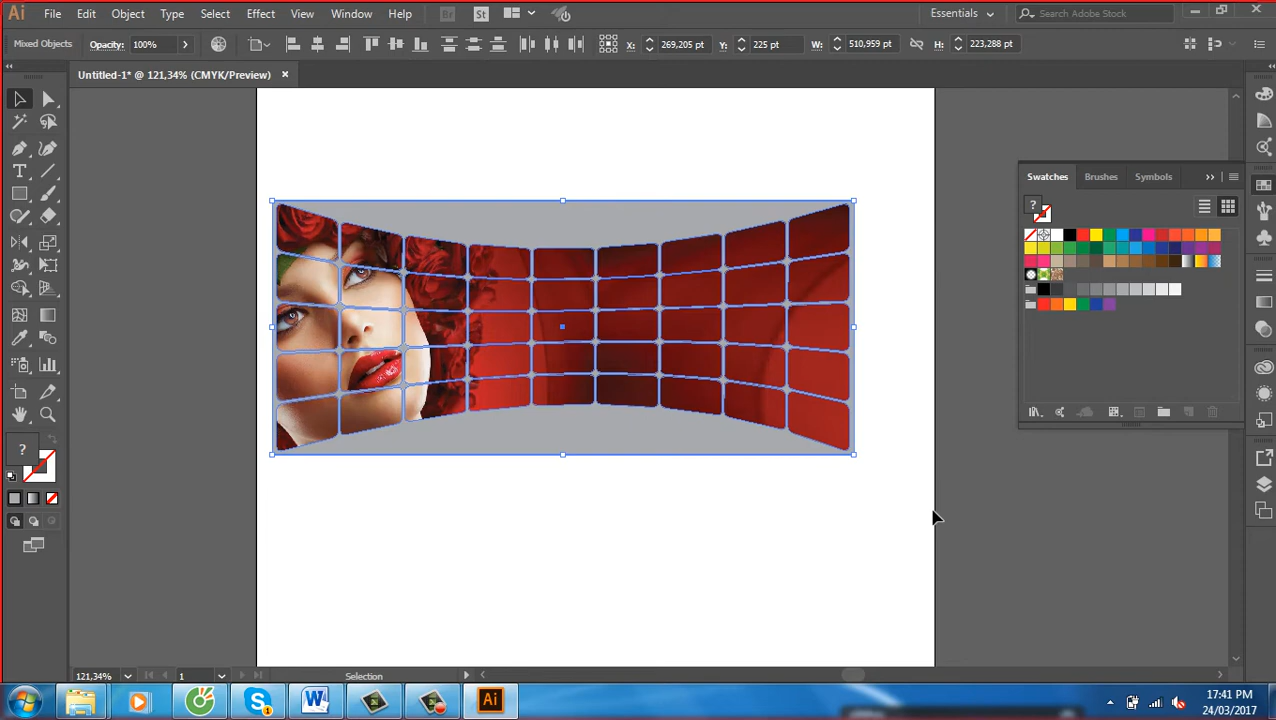 Ai File Edit Object Type Select Effect View Window Help Br St Essentials Search Adobe Stock
Mixed Objects Opacity: 100% X: 269,205 pt Y: 225 pt W: 510,959 pt H: 223,288 pt
Untitled-1* @ 121,34% (CMYK/Preview)
Swatches Brushes Symbols
?
?
121,34% 1 Selection
W Ai
17:41 PM
24/03/2017